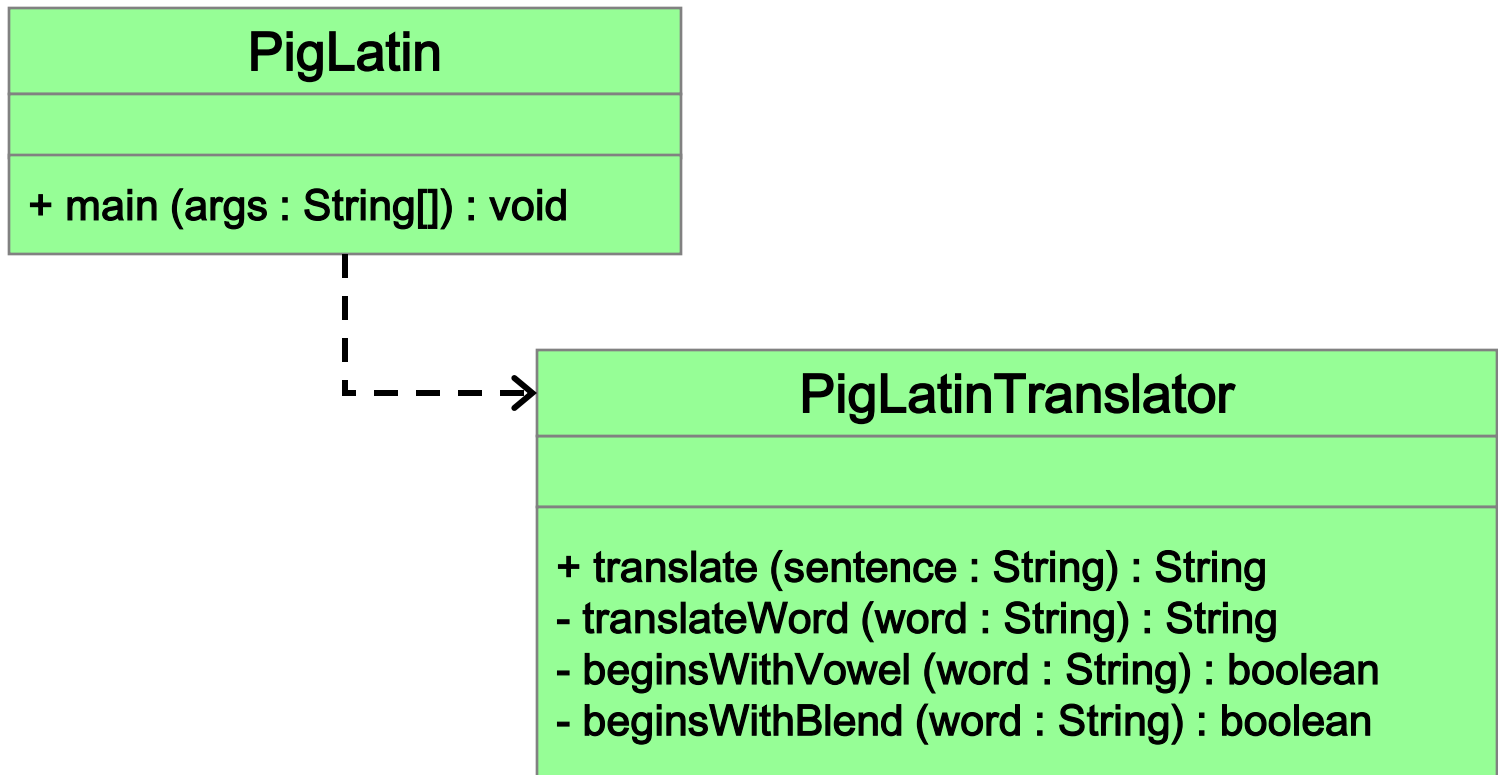 PigLatin
+ main (args : String[]) : void
PigLatinTranslator
+ translate (sentence : String) : String
- translateWord (word : String) : String
- beginsWithVowel (word : String) : boolean
- beginsWithBlend (word : String) : boolean